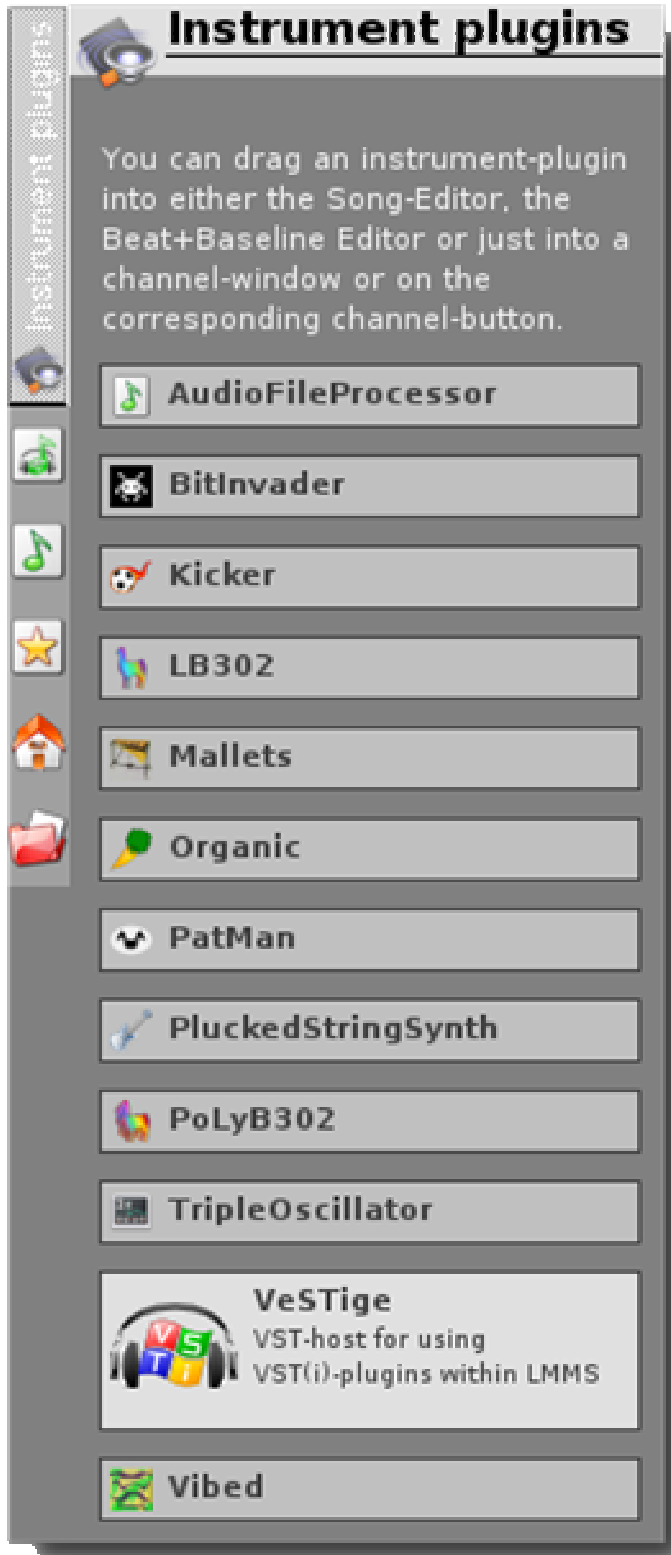 Instrument plugins
Instrument plugins
You can drag an instrument-plugin
into either the Song-Editor, the
Beat+Baseline Editor or just into a
channel-window or on the
corresponding channel-button.
AudioFileProcessor
BitInvader
Kicker
LB302
Mallets
Organic
PatMan
PluckedStringSynth
PoLyB302
TripleOscillator
VeSTige
VST-host for using
VST(i)-plugins within LMMS
V S
T i
Vibed